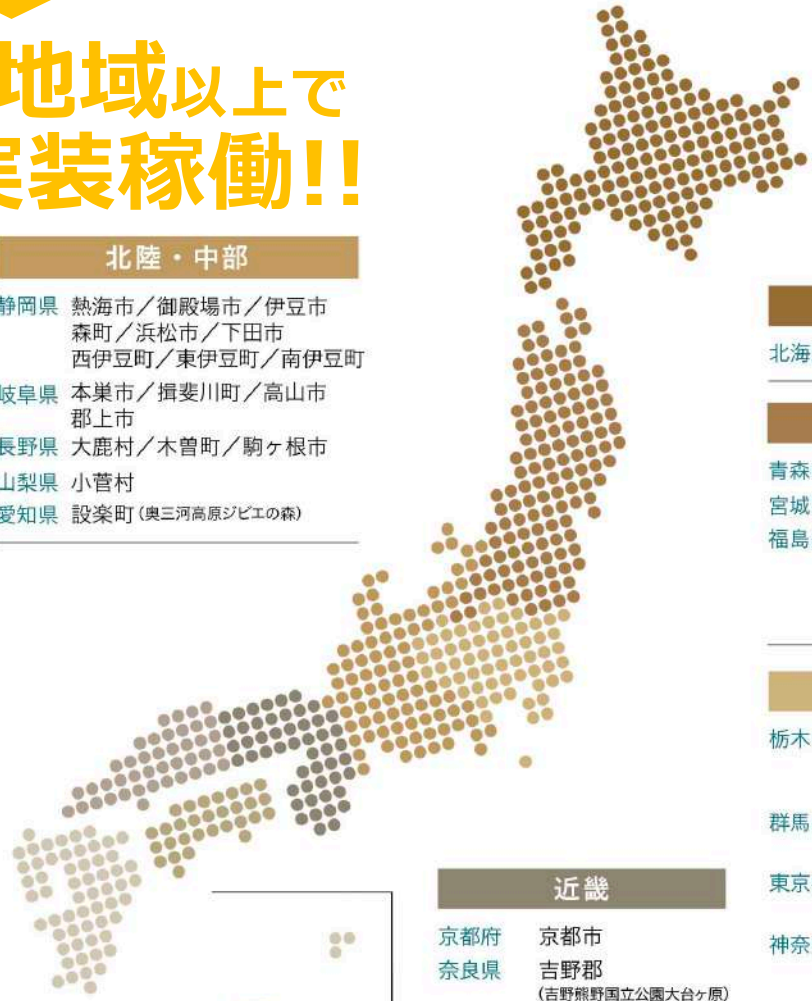 地域以上で
実装稼働!!
北陸・中部
静岡県 熱海市／御殿場市／伊豆市
森町／浜松市／下田市
西伊豆町／東伊豆町／南伊豆町
岐阜県 本巣市／揖斐川町／高山市
郡上市
長野県 大鹿村／木曽町／駒ヶ根市
山梨県 小菅村
愛知県 設楽町（奥三河高原ジビエの森）
近畿
京都府 京都市
奈良県 吉野郡
（吉野熊野国立公園大台ヶ原）
北海
青森
宮城
福島
栃木
群馬
東京
神奈